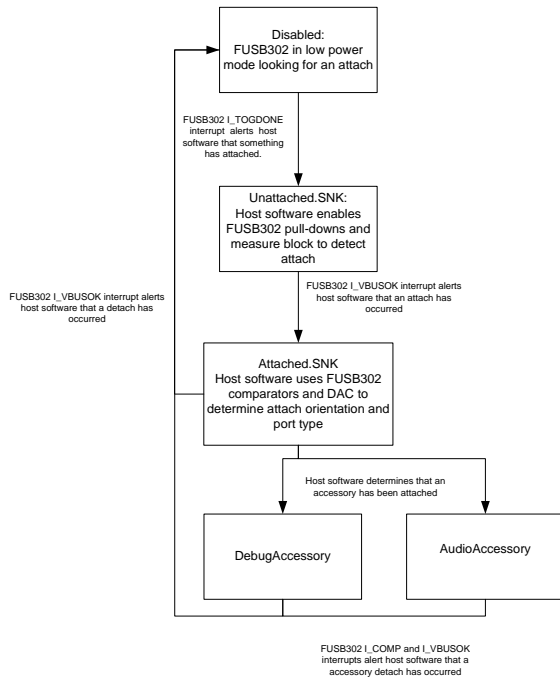 Disabled:
FUSB302 in low power
mode looking for an attach
FUSB302 I_TOGDONE
interrupt alerts host
software that something
has attached.
Unattached.SNK:
Host software enables
FUSB302 pull-downs and
measure block to detect
attach
FUSB302 I_VBUSOK interrupt alerts
host software that a detach has
occurred
FUSB302 I_VBUSOK interrupt alerts
host software that an attach has
occurred
Attached.SNK
Host software uses FUSB302
comparators and DAC to
determine attach orientation and
port type
Host software determines that an
accessory has been attached
DebugAccessory
AudioAccessory
FUSB302 I_COMP and I_VBUSOK
interrupts alert host software that a
accessory detach has occurred